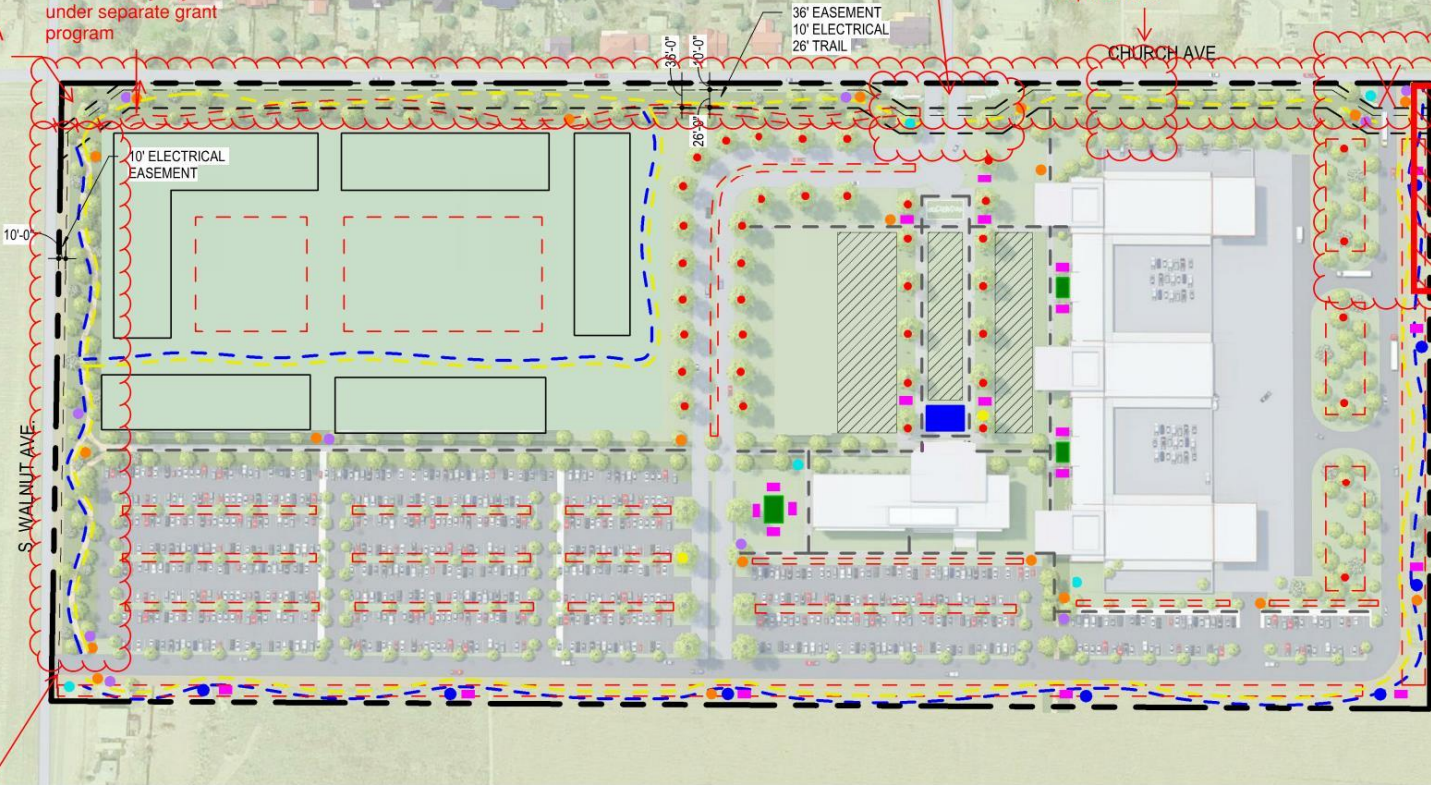 under separate grant
program
36' EASEMENT
10' ELECTRICAL
26' TRAIL
CHURCH AVE.
36'-0"
10'-0"
26'-0"
10' ELECTRICAL
EASEMENT
10'-0"
S. WALNUT AVE.